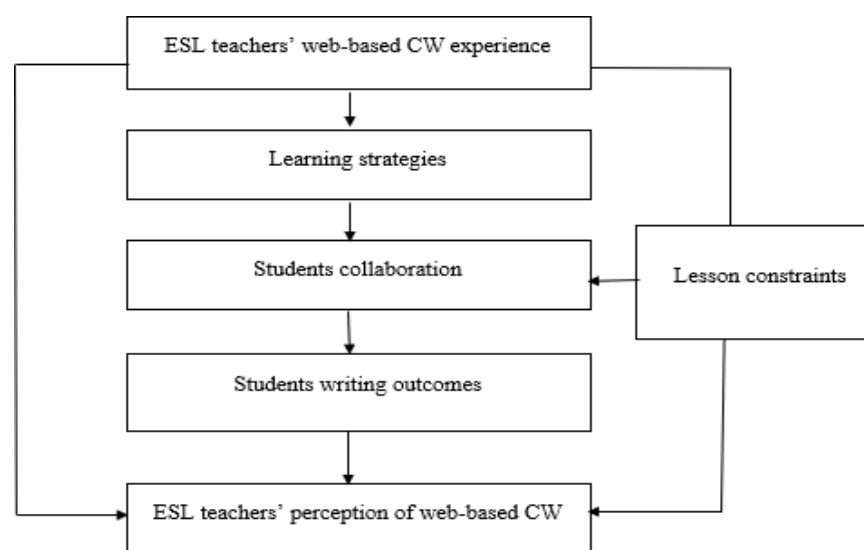 ESL teachers’ web-based CW experience
Learning strategies
Students collaboration
Lesson constraints
Students writing outcomes
ESL teachers’ perception of web-based CW